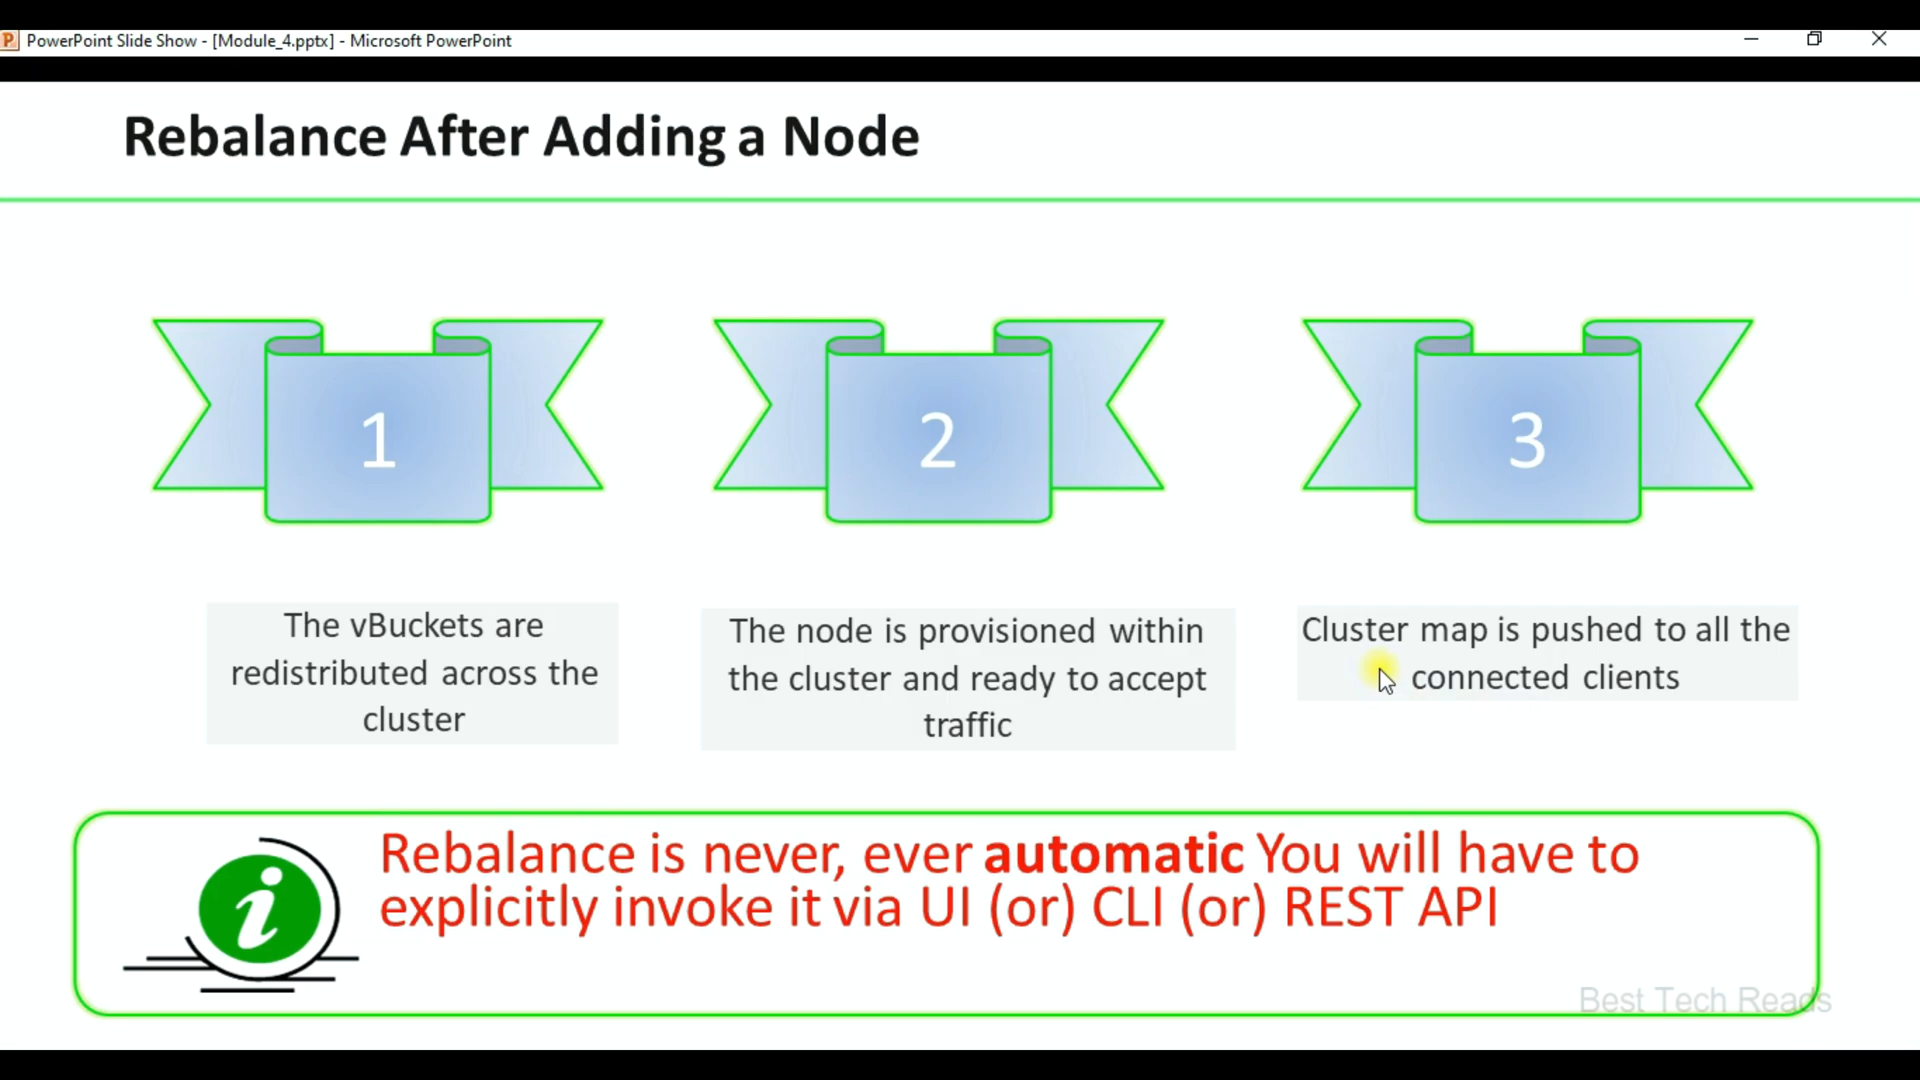 PowerPoint Slide Show - [Module_4.pptx] - Microsoft PowerPoint
Rebalance After Adding a Node
1
2
3
The vBuckets are
redistributed across the
cluster
The node is provisioned within
the cluster and ready to accept
traffic
Cluster map is pushed to all the
connected clients
Rebalance is never, ever automatic You will have to
explicitly invoke it via UI (or) CLI (or) REST API
Best Tech Reads